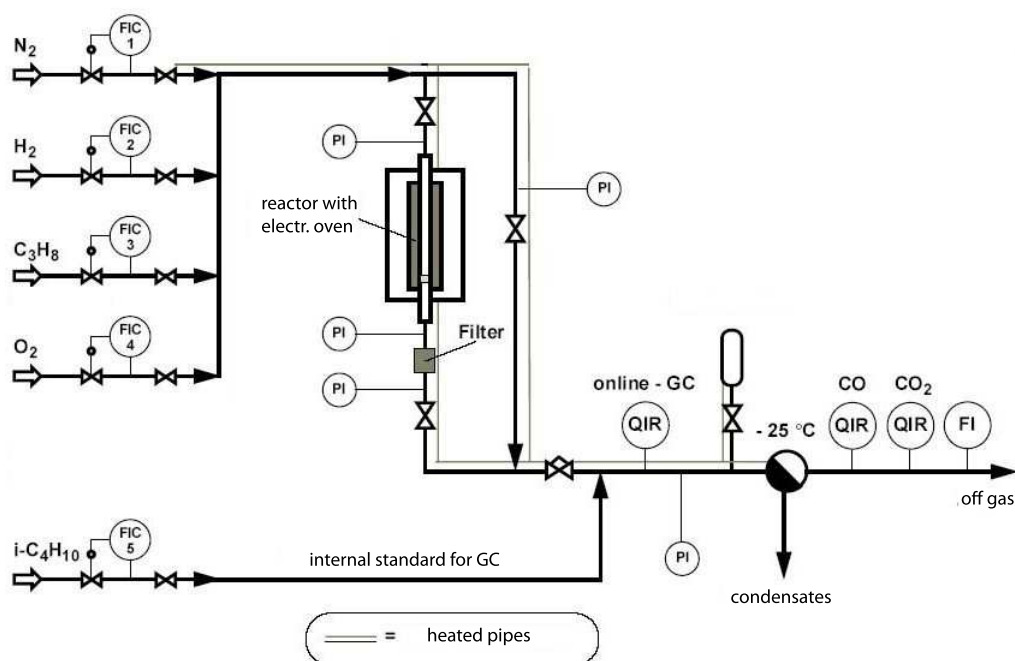 N2
FIC
1
H2
FIC
2
C3H8
FIC
3
O2
FIC
4
PI
PI
reactor with
electr. oven
PI
Filter
PI
online - GC
QIR
CO
QIR
CO2
QIR
FI
- 25 °C
off gas
i-C4H10
FIC
5
internal standard for GC
PI
condensates
= heated pipes